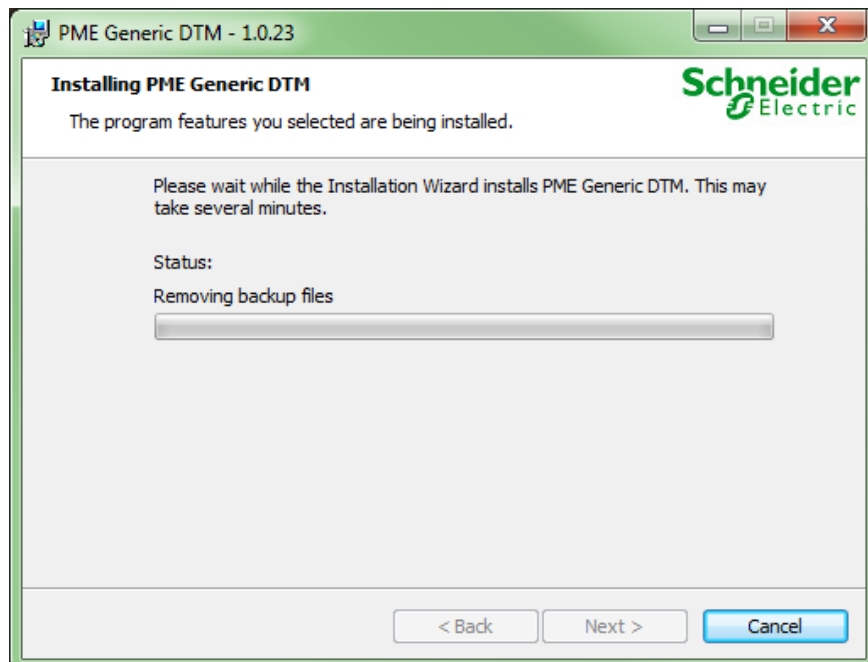 PME Generic DTM - 1.0.23
Installing PME Generic DTM
The program features you selected are being installed.
Schneider
Electric
Please wait while the Installation Wizard installs PME Generic DTM. This may
take several minutes.
Status:
Removing backup files
< Back
Next >
Cancel